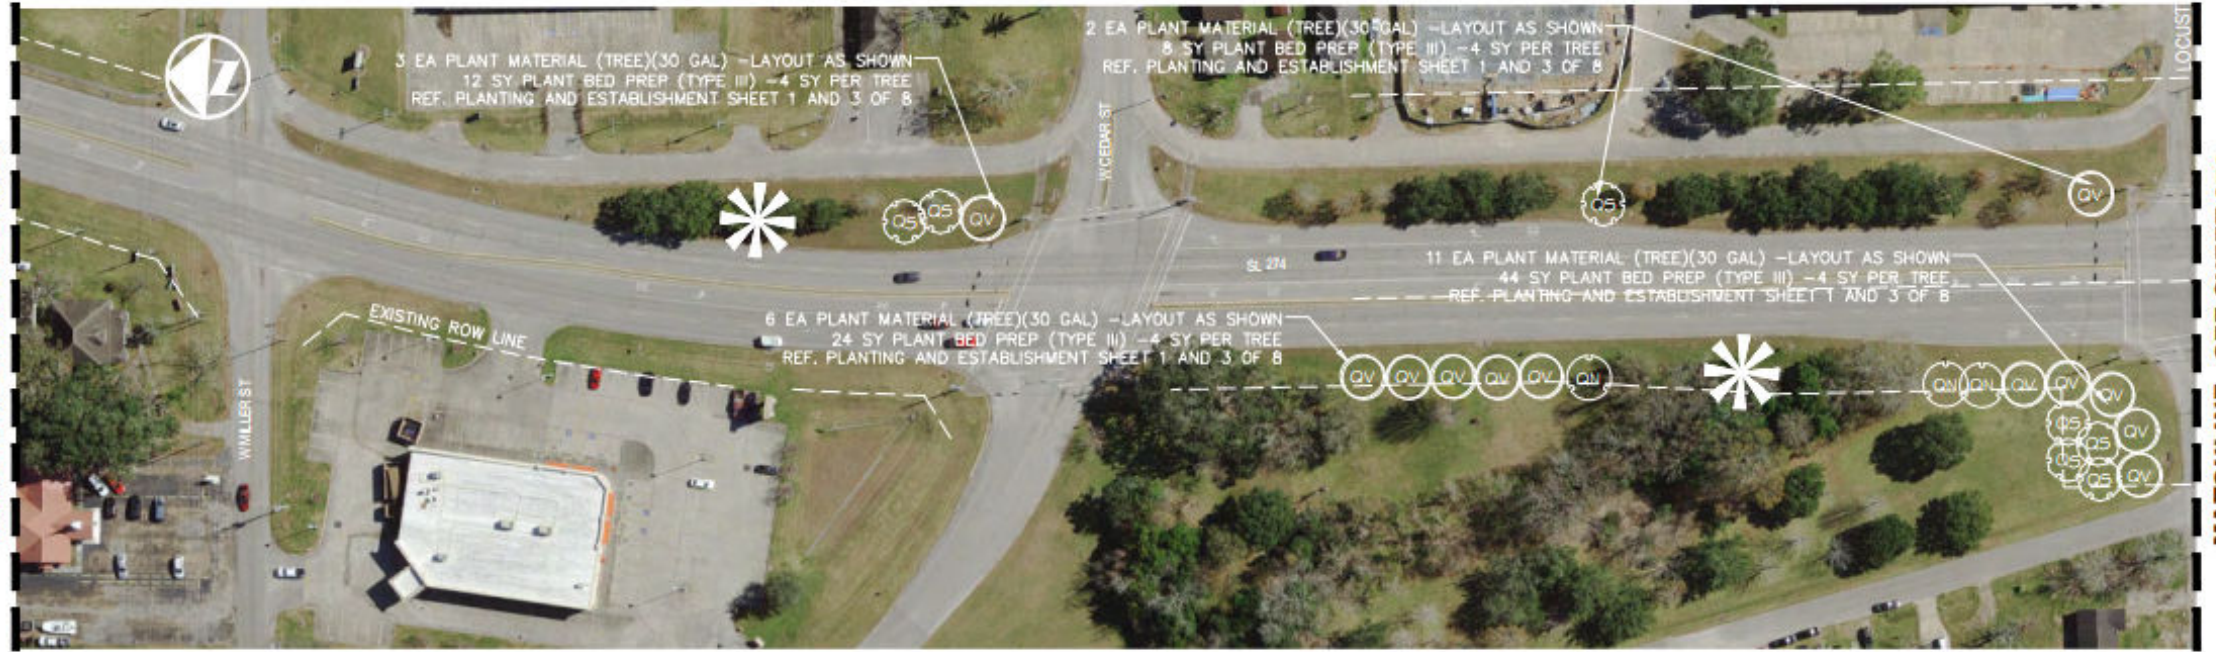 3 EA PLANT MATERIAL (TREE)(30 GAL) -LAYOUT AS SHOWN
12 SY PLANT BED PREP (TYPE III) -4 SY PER TREE
REF. PLANTING AND ESTABLISHMENT SHEET 1 AND 3 OF 8
2 EA PLANT MATERIAL (TREE)(30 GAL) -LAYOUT AS SHOWN
8 SY PLANT BED PREP (TYPE III) -4 SY PER TREE
REF. PLANTING AND ESTABLISHMENT SHEET 1 AND 3 OF 8
LOCUST
Z
W.CEDAR ST
QS QS QV
QS
QV
SL 274
11 EA PLANT MATERIAL (TREE)(30 GAL) -LAYOUT AS SHOWN
44 SY PLANT BED PREP (TYPE III) -4 SY PER TREE
REF. PLANTING AND ESTABLISHMENT SHEET 1 AND 3 OF 8
EXISTING ROW LINE
6 EA PLANT MATERIAL (TREE)(30 GAL) -LAYOUT AS SHOWN
24 SY PLANT BED PREP (TYPE III) -4 SY PER TREE
REF. PLANTING AND ESTABLISHMENT SHEET 1 AND 3 OF 8
W.MILLER ST
QV QV QV QV QV QN
QN QN QV QV QV
QS QV
QS
QS QV
QS